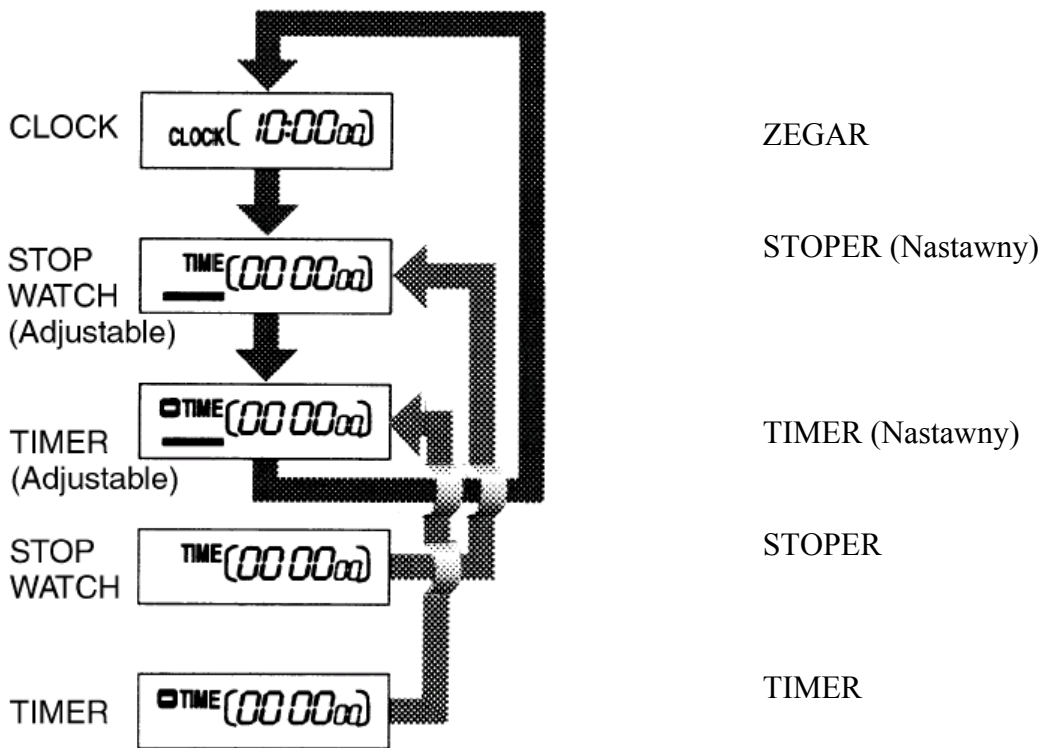 CLOCK
CLOCK 10:00 00
ZEGAR
STOP
WATCH
(Adjustable)
TIME 00 00 00
STOPER (Nastawny)
TIMER
(Adjustable)
TIME 00 00 00
TIMER (Nastawny)
STOP
WATCH
TIME 00 00 00
STOPER
TIMER
TIME 00 00 00
TIMER